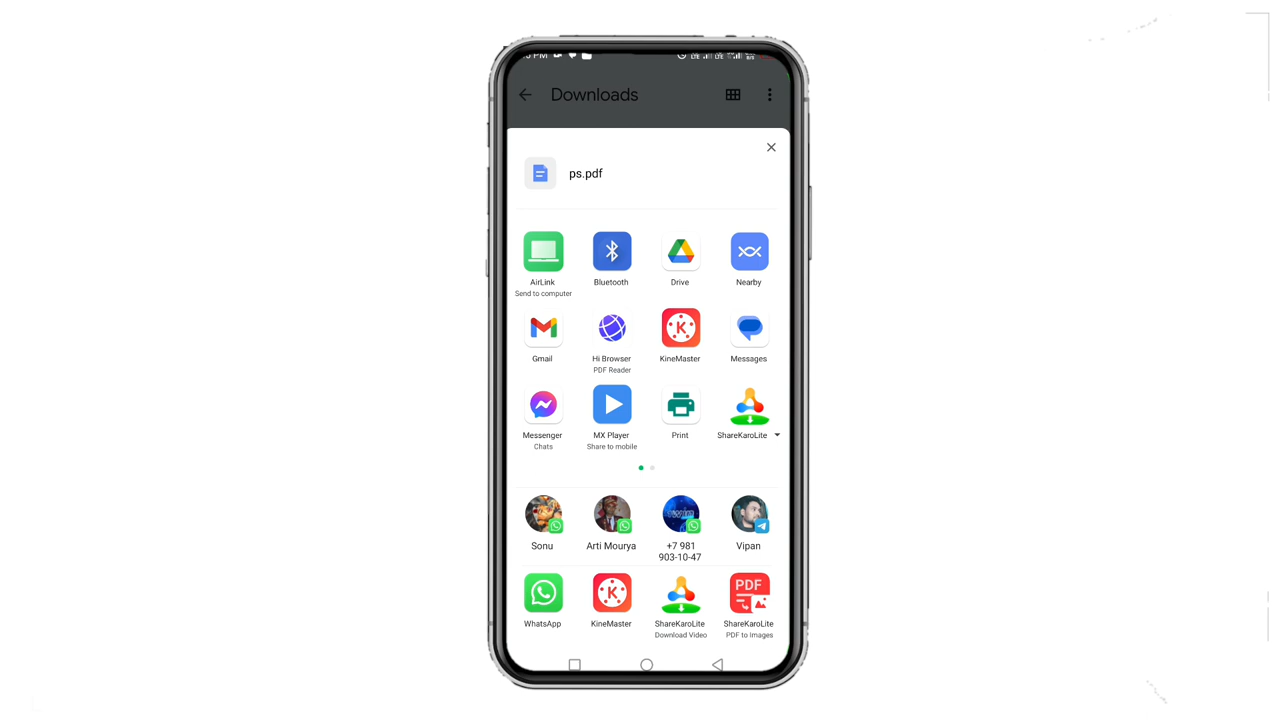 PM
Downloads
ps.pdf
AirLink
Send to computer
Bluetooth
Drive
Nearby
Gmail
Hi Browser
PDF Reader
KineMaster
Messages
Messenger
Chats
MX Player
Share to mobile
Print
ShareKaroLite
Sonu
Arti Mourya
+7 981
903-10-47
Vipan
WhatsApp
KineMaster
ShareKaroLite
Download Video
PDF
ShareKaroLite
PDF to Images